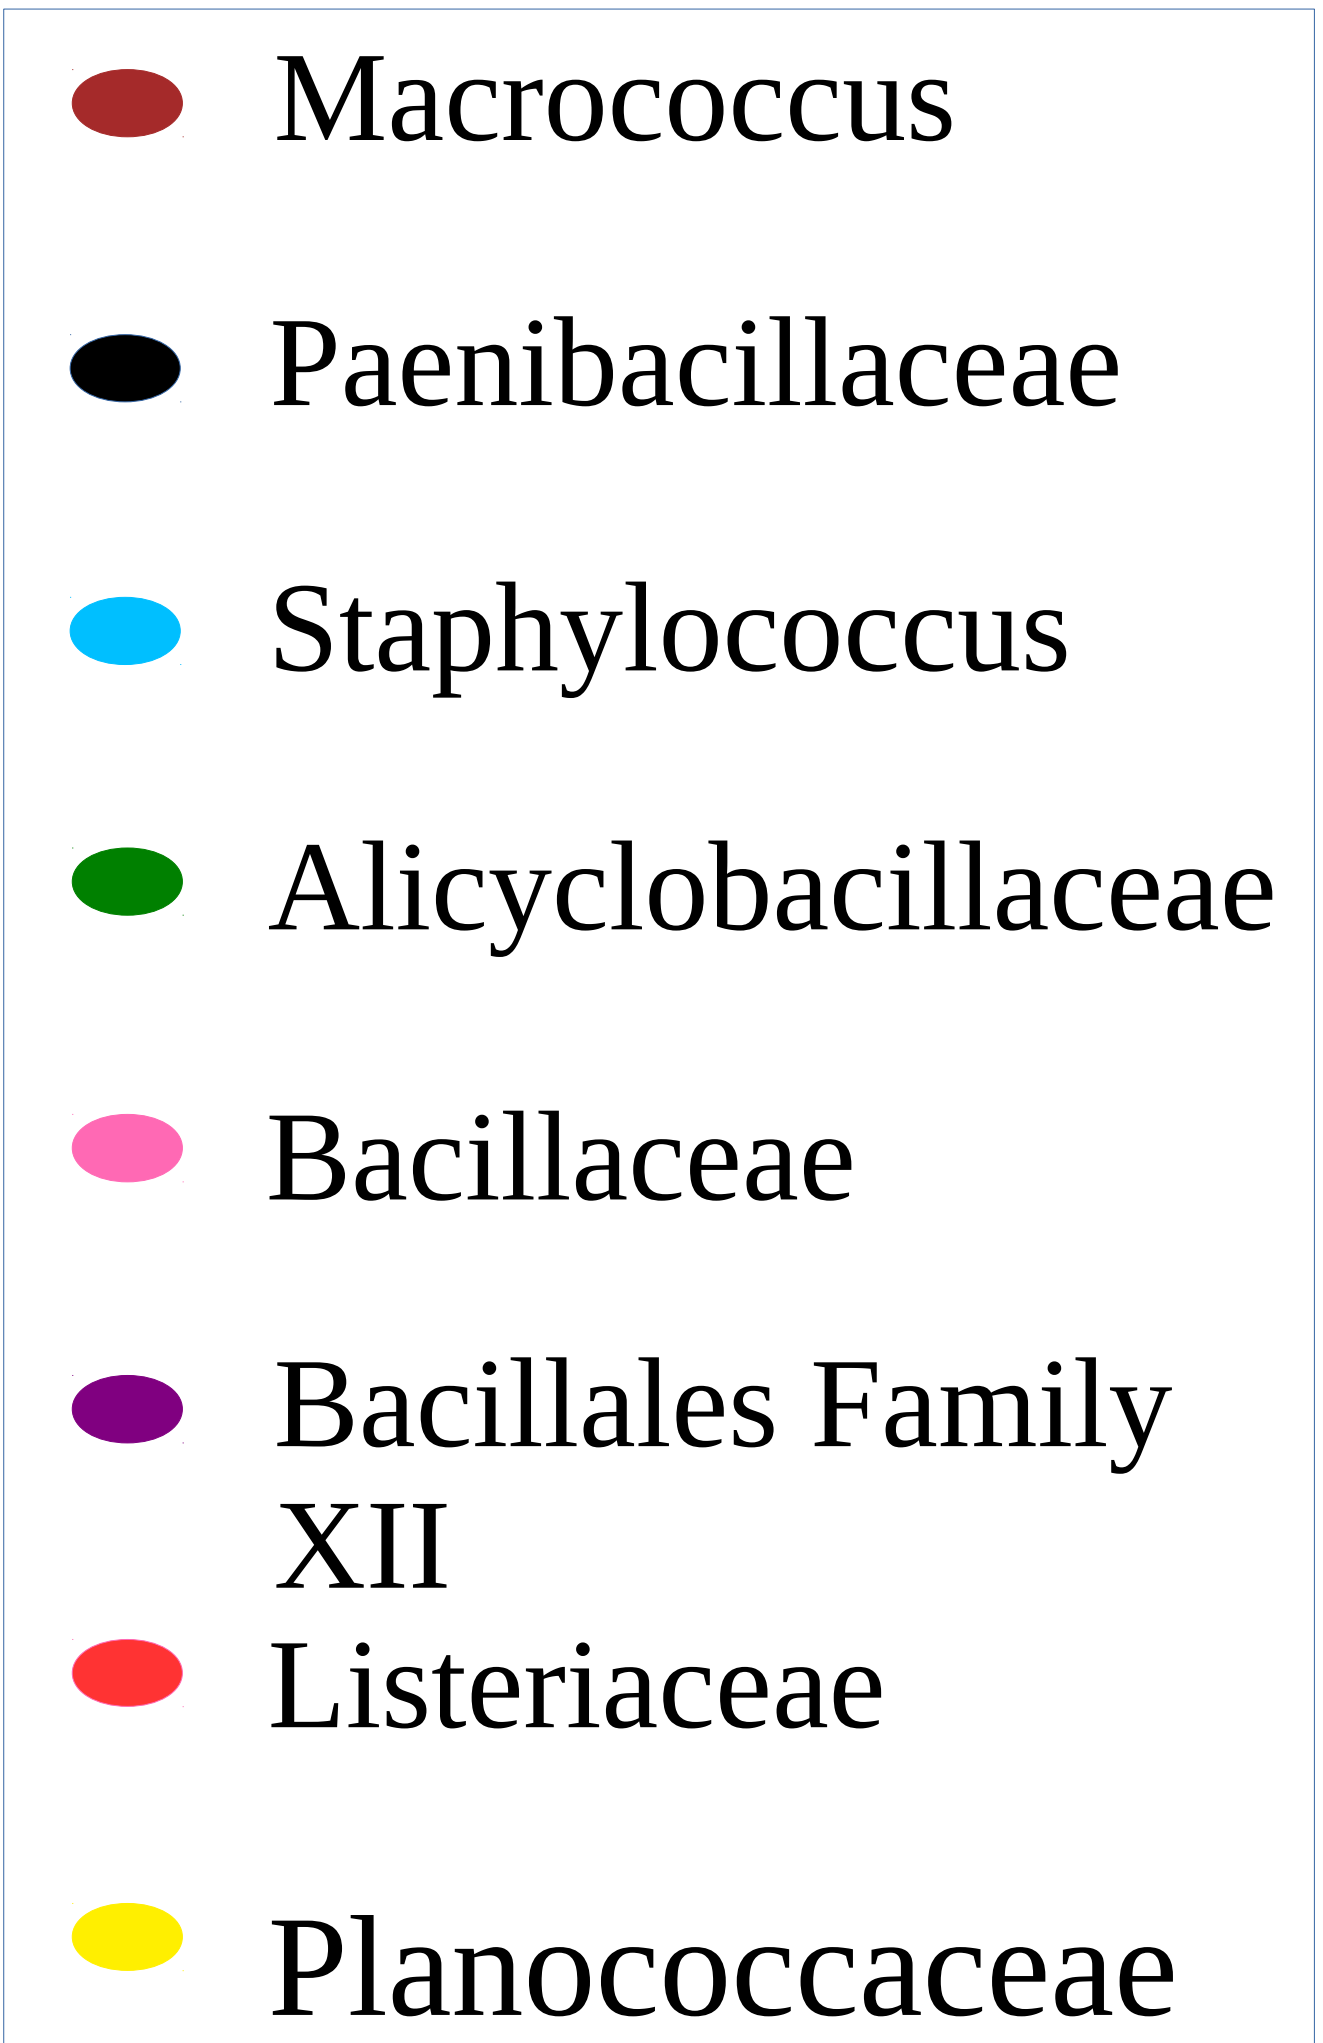 Macrococcus
Paenibacillaceae
Staphylococcus
Alicyclobacillaceae
Bacillaceae
Bacillales Family
XII
Listeriaceae
Planococcaceae